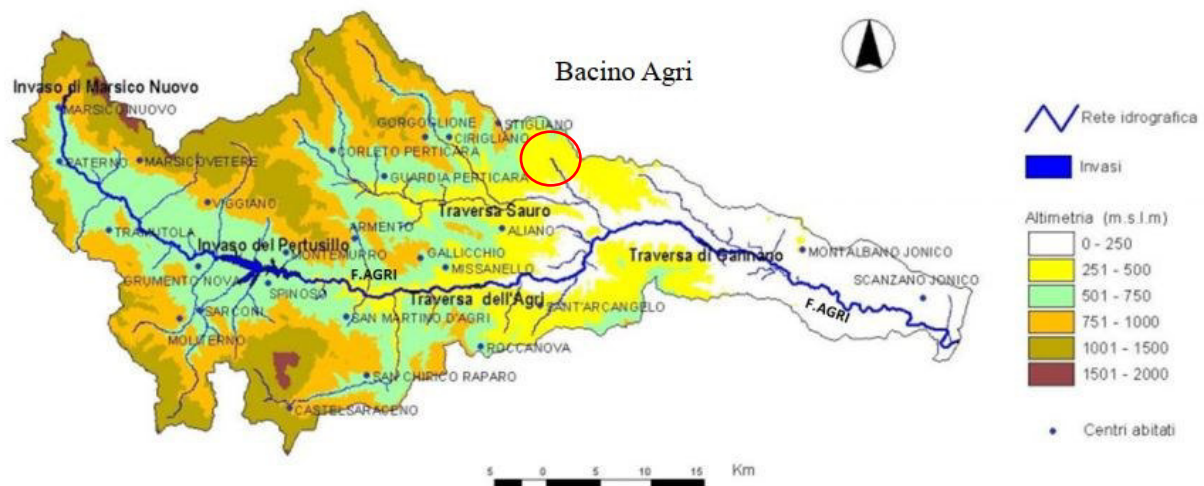 Bacino Agri
Invaso di Marsico Nuovo
MARSICO NUOVO
PATERNO
MARSICOVETERE
VIGGIANO
TRAMUTOLA
GRUMENTO NOVA
SARCONI
MOLITERNO
Invaso del Pertusillo
MONTEMURRO
SPINOSO
CORLETO PERTICARA
GUARDIA PERTICARA
GORGOGLIONE
CIRIGLIANO
STIGLIANO
ARMENTO
GALLICCHIO
MISSANELLO
F.AGRI
Traversa Sauro
ALIANO
Traversa dell'Agri
SAN MARTINO D'AGRI
SANT'ARCANGELO
ROCCANOVA
SAN CHIRICO RAPARO
CASTELSARACENO
Traversa di Gannano
MONTALBANO JONICO
SCANZANO JONICO
F.AGRI
Rete idrografica
Invasi
Altimetria (m.s.l.m)
0 - 250
251 - 500
501 - 750
751 - 1000
1001 - 1500
1501 - 2000
Centri abitati
5 0 5 10 15 Km